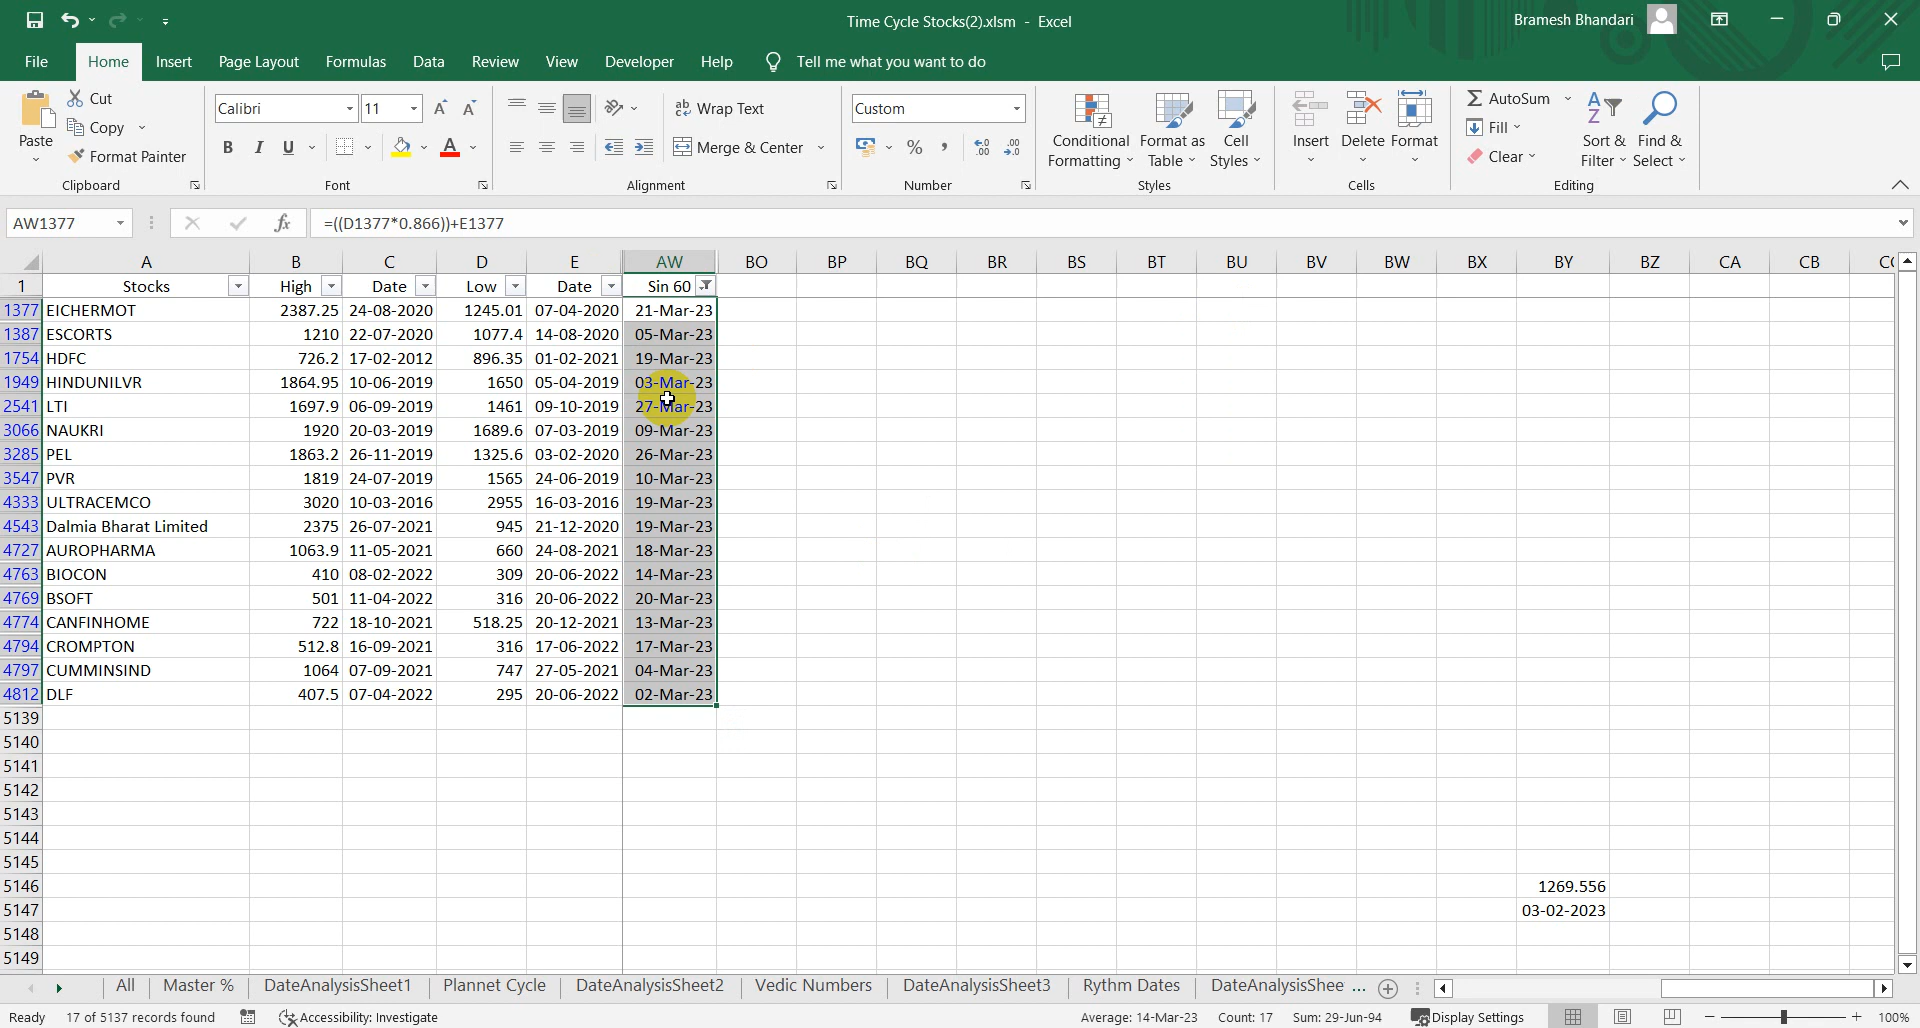 Time Cycle Stocks(2).xlsm - Excel
Bramesh Bhandari
File Home Insert Page Layout Formulas Data Review View Developer Help Tell me what you want to do
Paste
Cut
Copy
Format Painter
Clipboard
Calibri 11
B I U
Font
ab Wrap Text
Merge & Center
Alignment
Custom
% , 
Number
Conditional Formatting
Format as Table
Cell Styles
Styles
Insert Delete Format
Cells
AutoSum
Fill
Clear
Sort & Filter
Find & Select
Editing
AW1377 fx =((D1377*0.866))+E1377
A B C D E AW BO BP BQ BR BS BT BU BV BW BX BY BZ CA CB
1 Stocks High Date Low Date Sin 60
1377 EICHERMOT 2387.25 24-08-2020 1245.01 07-04-2020 21-Mar-23
1387 ESCORTS 1210 22-07-2020 1077.4 14-08-2020 05-Mar-23
1754 HDFC 726.2 17-02-2012 896.35 01-02-2021 19-Mar-23
1949 HINDUNILVR 1864.95 10-06-2019 1650 05-04-2019 03-Mar-23
2541 LTI 1697.9 06-09-2019 1461 09-10-2019 27-Mar-23
3066 NAUKRI 1920 20-03-2019 1689.6 07-03-2019 09-Mar-23
3285 PEL 1863.2 26-11-2019 1325.6 03-02-2020 26-Mar-23
3547 PVR 1819 24-07-2019 1565 24-06-2019 10-Mar-23
4333 ULTRACEMCO 3020 10-03-2016 2955 16-03-2016 19-Mar-23
4543 Dalmia Bharat Limited 2375 26-07-2021 945 21-12-2020 19-Mar-23
4727 AUROPHARMA 1063.9 11-05-2021 660 24-08-2021 18-Mar-23
4763 BIOCON 410 08-02-2022 309 20-06-2022 14-Mar-23
4769 BSOFT 501 11-04-2022 316 20-06-2022 20-Mar-23
4774 CANFINHOME 722 18-10-2021 518.25 20-12-2021 13-Mar-23
4794 CROMPTON 512.8 16-09-2021 316 17-06-2022 17-Mar-23
4797 CUMMINSIND 1064 07-09-2021 747 27-05-2021 04-Mar-23
4812 DLF 407.5 07-04-2022 295 20-06-2022 02-Mar-23
5139
5140
5141
5142
5143
5144
5145
5146 1269.556
5147 03-02-2023
5148
5149
All Master % DateAnalysisSheet1 Plannet Cycle DateAnalysisSheet2 Vedic Numbers DateAnalysisSheet3 Rythm Dates DateAnalysisShee ...
Ready 17 of 5137 records found Accessibility: Investigate Average: 14-Mar-23 Count: 17 Sum: 29-Jun-94 Display Settings 100%